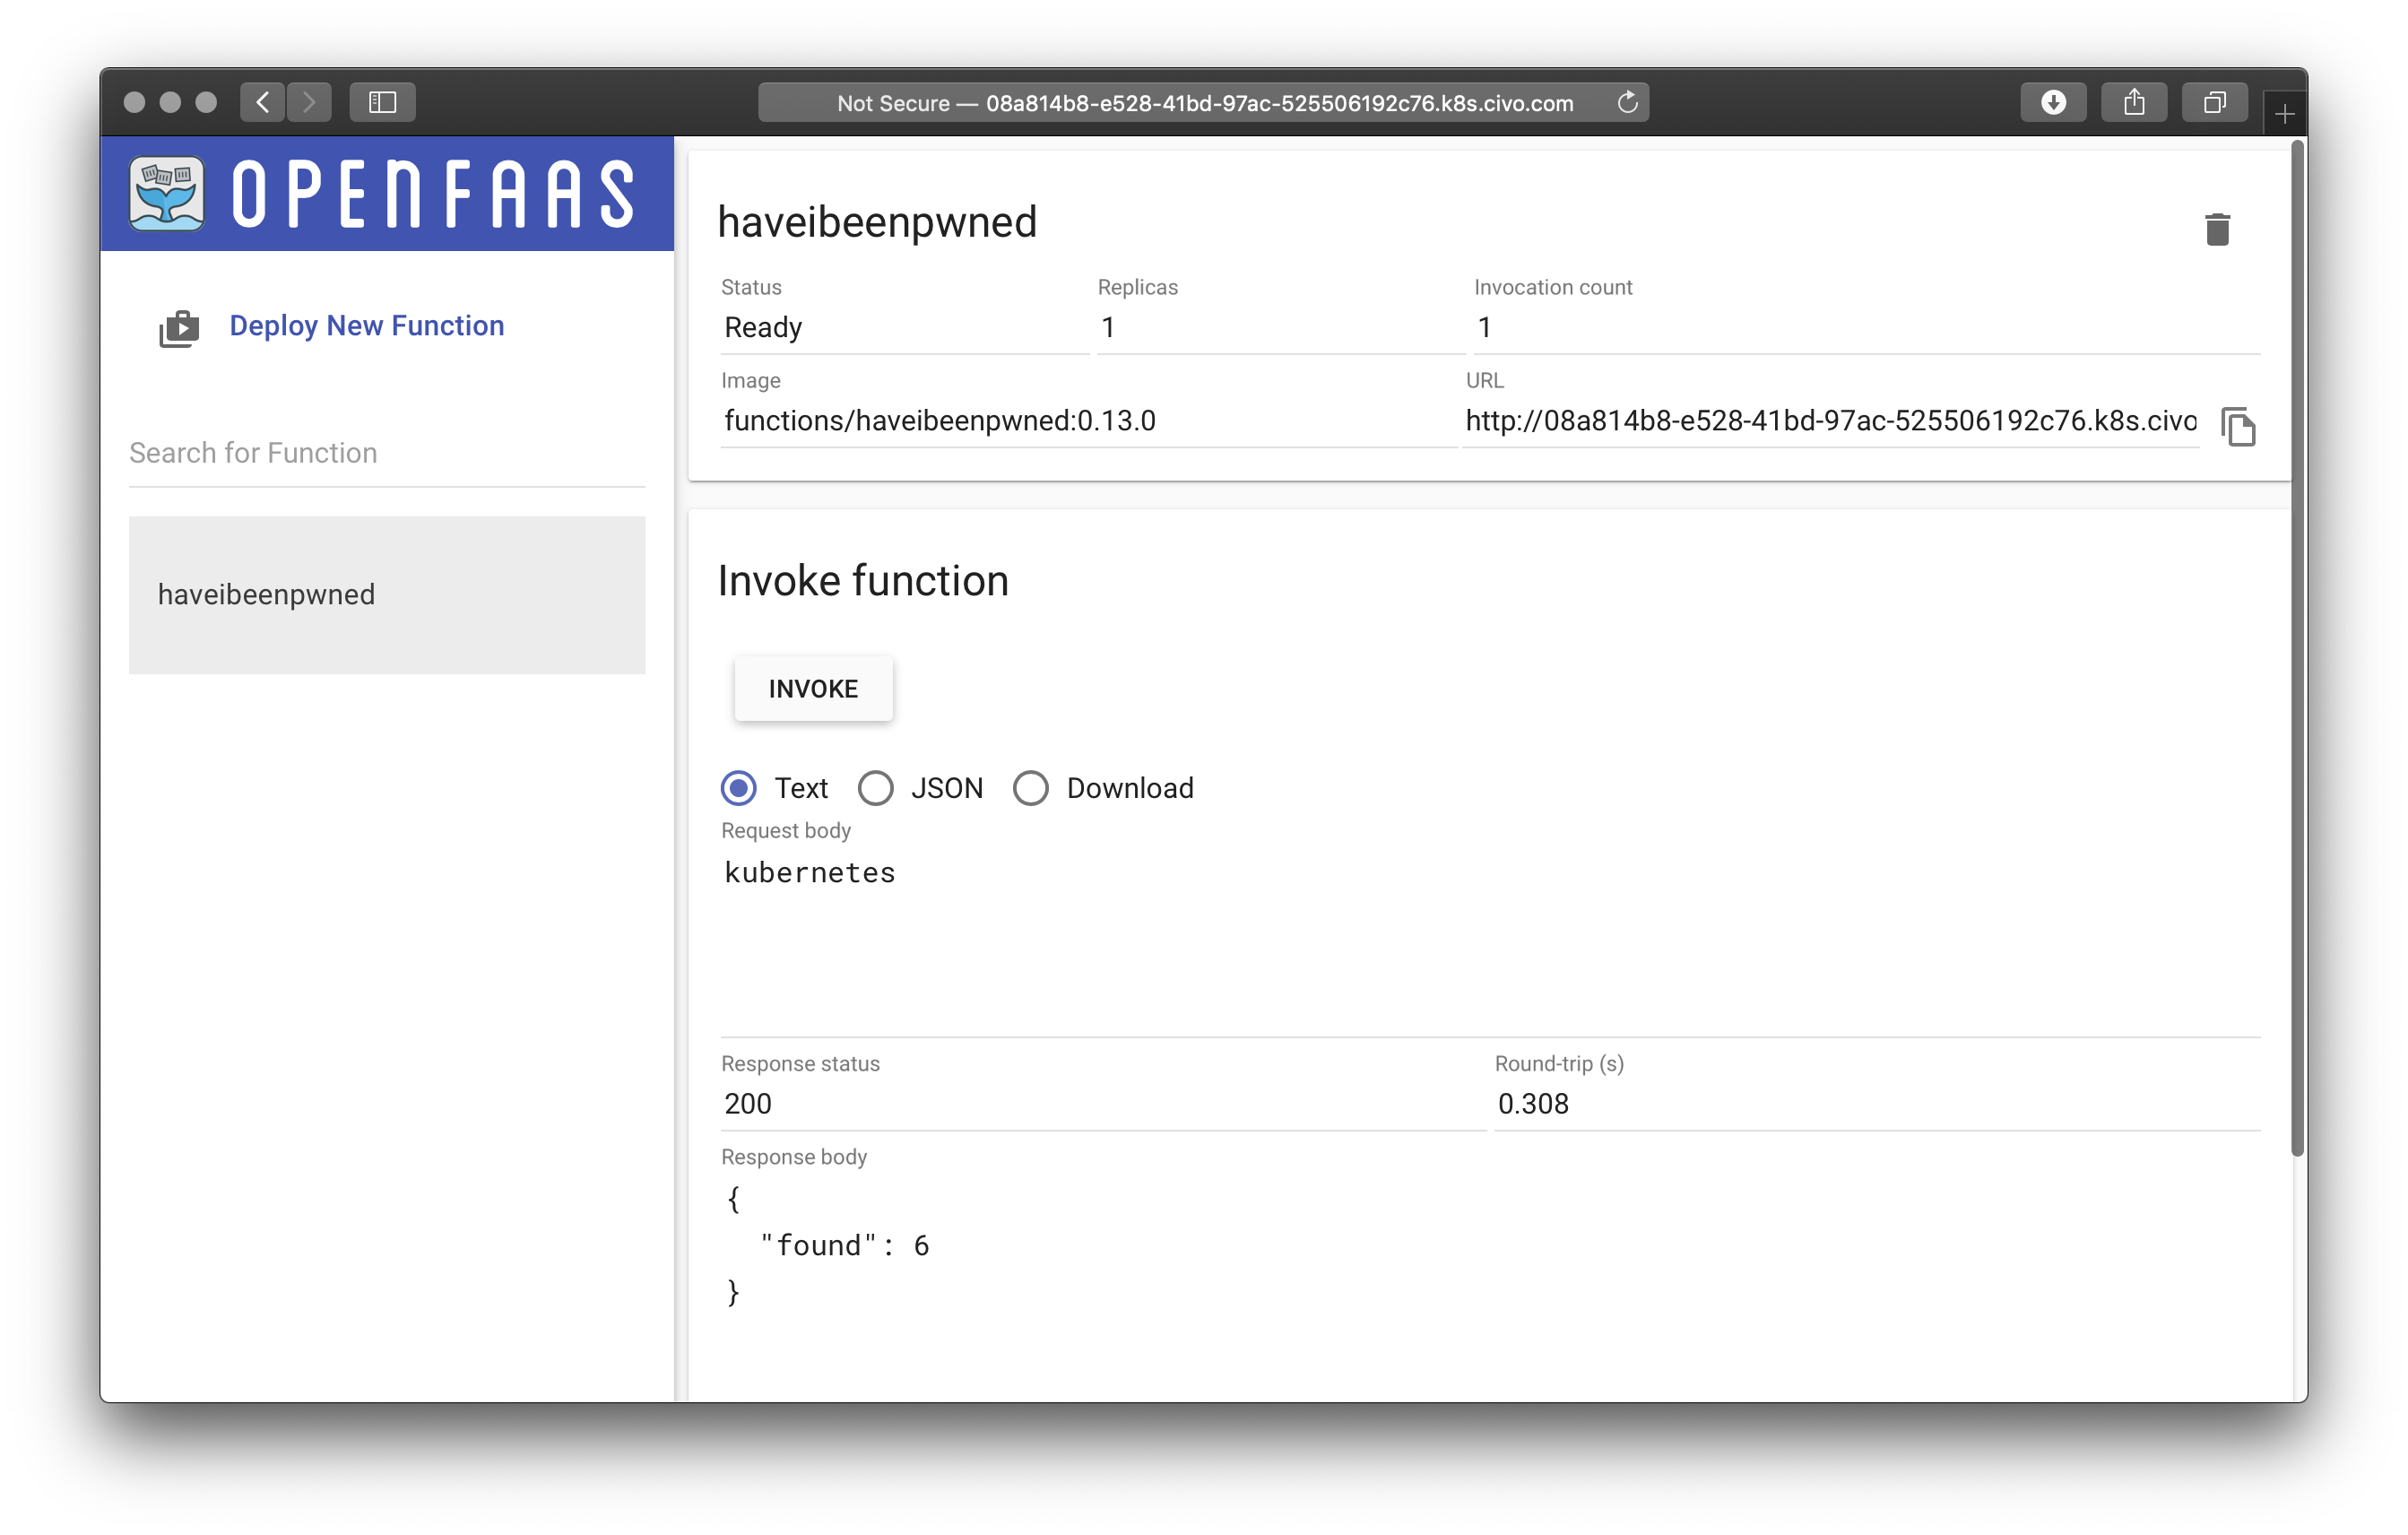 Not Secure — 08a814b8-e528-41bd-97ac-525506192c76.k8s.civo.com
OPENFAAS
Deploy New Function
Search for Function
haveibeenpwned
haveibeenpwned
Status
Replicas
Invocation count
Ready
1
1
Image
URL
functions/haveibeenpwned:0.13.0
http://08a814b8-e528-41bd-97ac-525506192c76.k8s.civo
Invoke function
INVOKE
Text
JSON
Download
Request body
kubernetes
Response status
Round-trip (s)
200
0.308
Response body
{
"found": 6
}